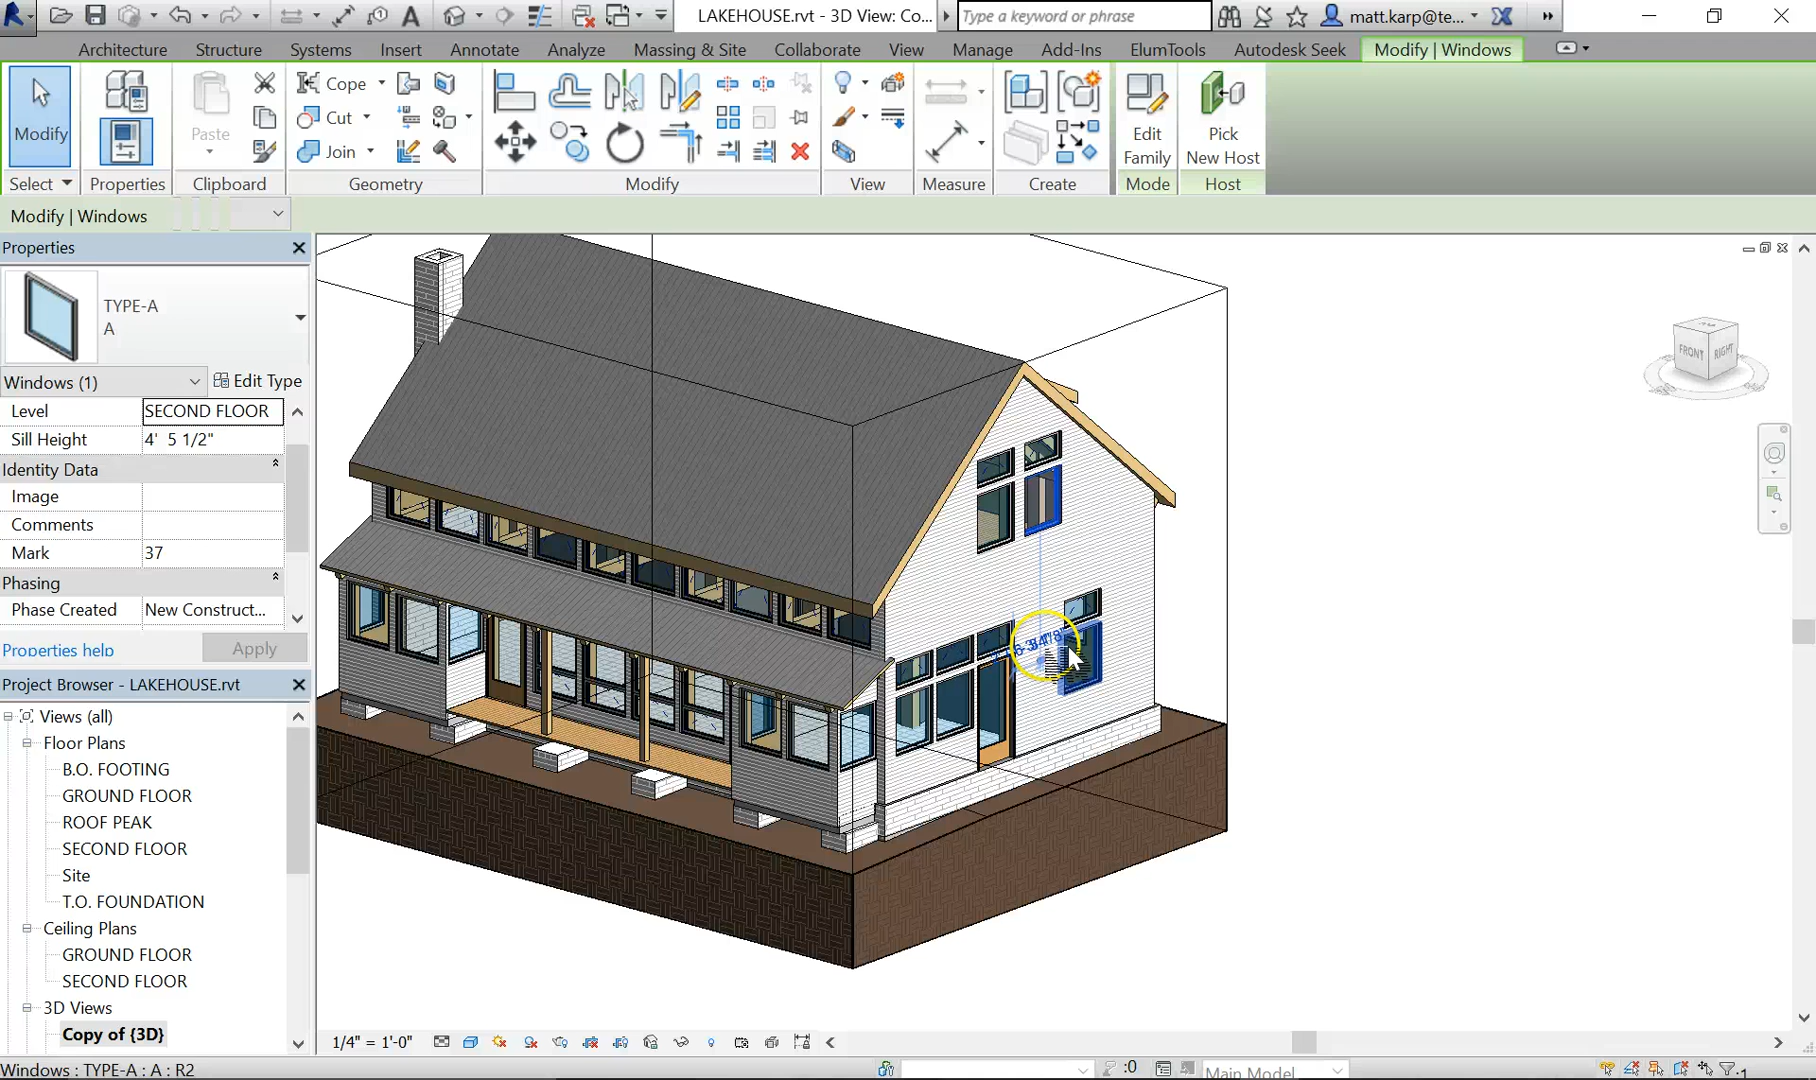 LAKEHOUSE.rvt - 3D View: Co...
Type a keyword or phrase
matt.karp@te...
Architecture Structure Systems Insert Annotate Analyze Massing & Site Collaborate View Manage Add-Ins ElumTools Autodesk Seek Modify | Windows
Modify
Paste
Cope
Cut
Join
Edit Family
Pick New Host
Select Properties Clipboard Geometry Modify View Measure Create Mode Host
Modify | Windows
Properties
TYPE-A
A
Windows (1) Edit Type
Level SECOND FLOOR
Sill Height 4' 5 1/2"
Identity Data
Image
Comments
Mark 37
Phasing
Phase Created New Construct...
Properties help Apply
Project Browser - LAKEHOUSE.rvt
Views (all)
Floor Plans
B.O. FOOTING
GROUND FLOOR
ROOF PEAK
SECOND FLOOR
Site
T.O. FOUNDATION
Ceiling Plans
GROUND FLOOR
SECOND FLOOR
3D Views
Copy of {3D}
FRONT RIGHT
1/4" = 1'-0"
Windows : TYPE-A : A : R2
:0
Main Model